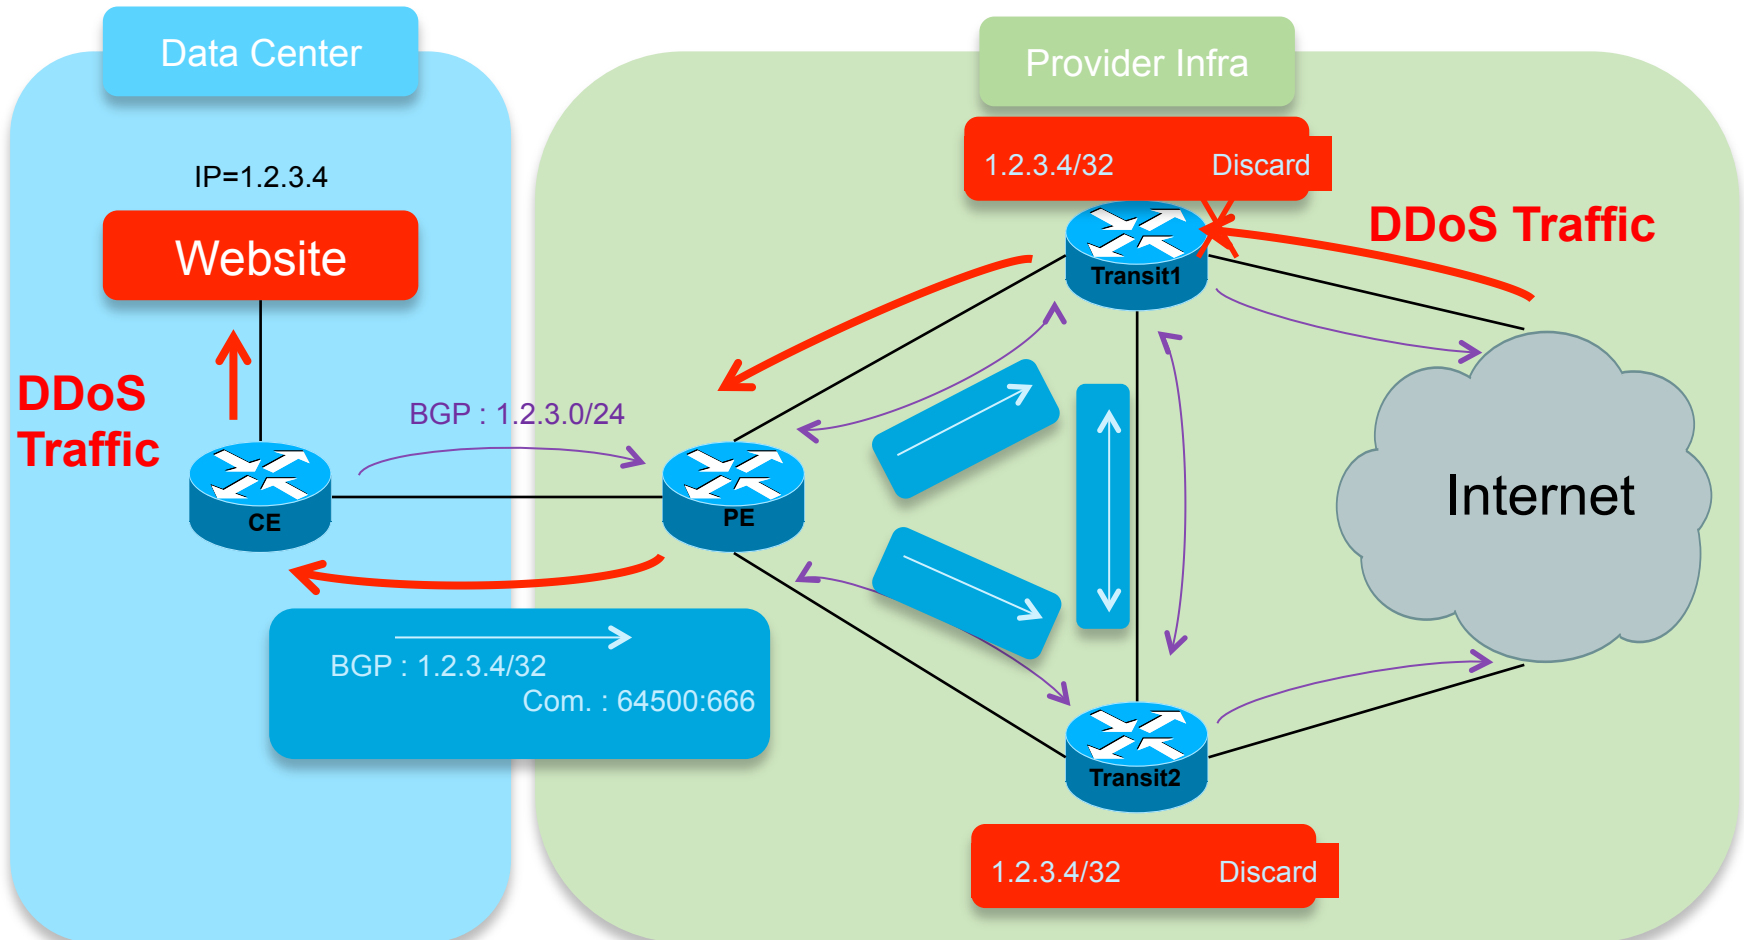 Data Center
Provider Infra
1.2.3.4/32 Discard
IP=1.2.3.4
DDoS Traffic
Website
Transit1
DDoS
Traffic
BGP : 1.2.3.0/24
Internet
CE
PE
BGP : 1.2.3.4/32
Com. : 64500:666
Transit2
1.2.3.4/32 Discard